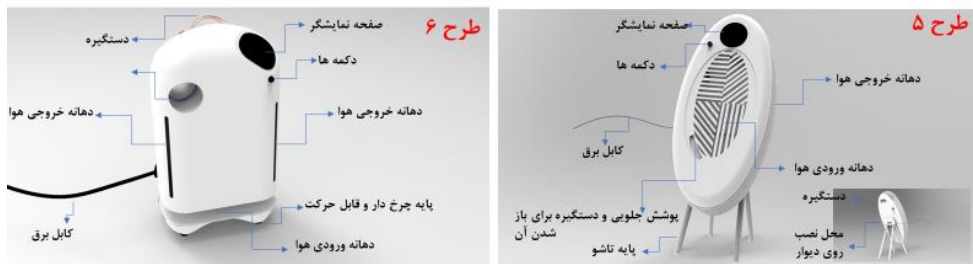 طرح ۵
صفحه نمایشگر
دکمه ها
دهانه خروجی هوا
کابل برق
دهانه ورودی هوا
پوشش جلویی و دستگیره برای باز
شدن آن
پایه تاشو
دستگیره
محل نصب
روی دیوار
طرح ۶
دستگیره
صفحه نمایشگر
دکمه ها
دهانه خروجی هوا
دهانه خروجی هوا
پایه چرخ دار و قابل حرکت
کابل برق
دهانه ورودی هوا